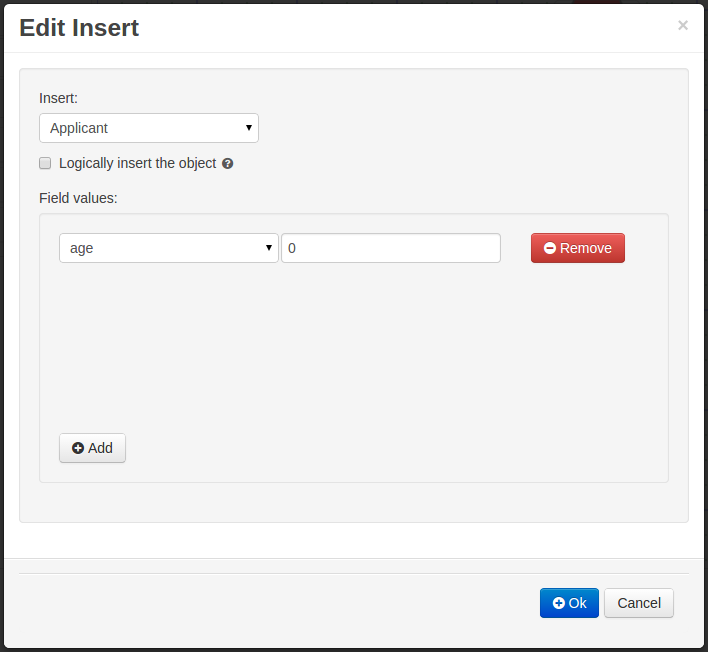 Edit Insert ×
Insert:
Applicant
Logically insert the object ?
Field values:
age 0 Remove
Add
Ok Cancel